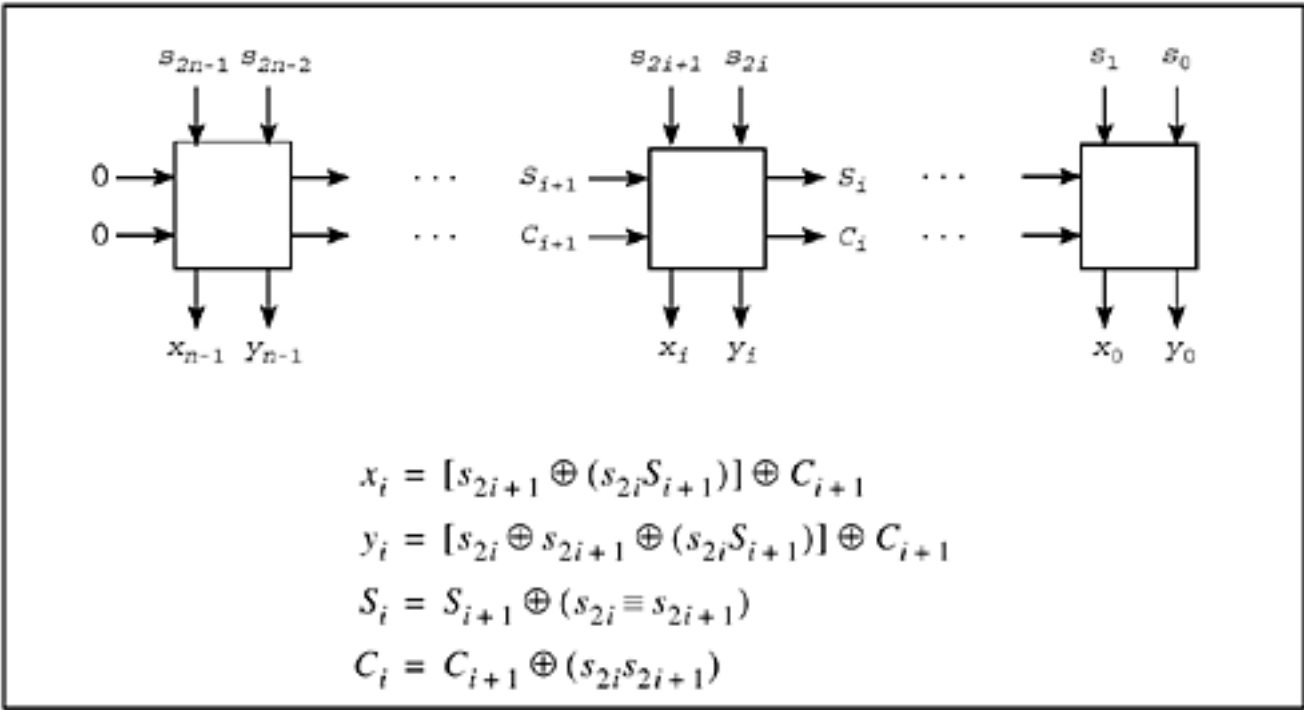 s₂ₙ₋₁ s₂ₙ₋₂ s₂ᵢ₊₁ s₂ᵢ s₁ s₀
0 ··· Sᵢ₊₁ Sᵢ ···
0 ··· Cᵢ₊₁ Cᵢ ···
xₙ₋₁ yₙ₋₁ xᵢ yᵢ x₀ y₀
xᵢ = [s₂ᵢ₊₁ ⊕ (s₂ᵢSᵢ₊₁)] ⊕ Cᵢ₊₁
yᵢ = [s₂ᵢ ⊕ s₂ᵢ₊₁ ⊕ (s₂ᵢSᵢ₊₁)] ⊕ Cᵢ₊₁
Sᵢ = Sᵢ₊₁ ⊕ (s₂ᵢ ≡ s₂ᵢ₊₁)
Cᵢ = Cᵢ₊₁ ⊕ (s₂ᵢs₂ᵢ₊₁)